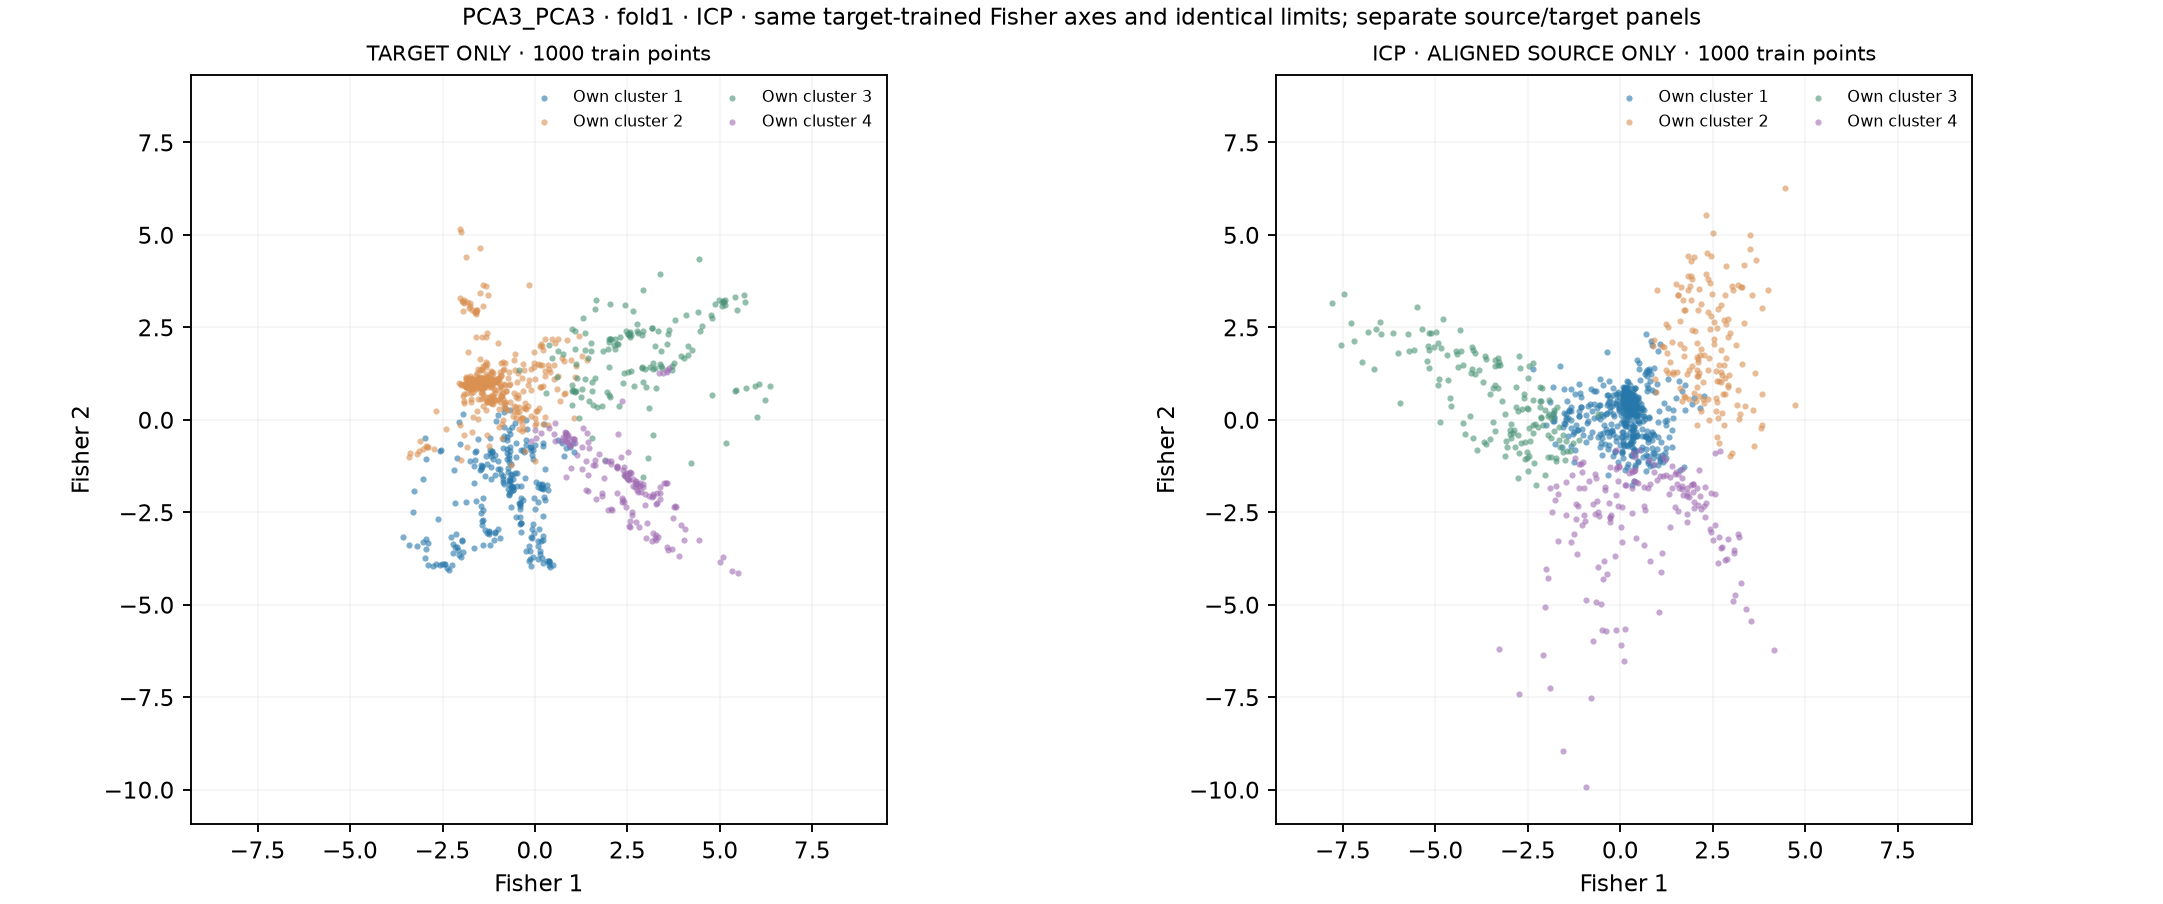 PCA3_PCA3 · fold1 · ICP · same target-trained Fisher axes and identical limits; separate source/target panels
TARGET ONLY · 1000 train points
Own cluster 1
Own cluster 2
Own cluster 3
Own cluster 4
7.5
5.0
2.5
0.0
−2.5
−5.0
−7.5
−10.0
Fisher 2
−7.5 −5.0 −2.5 0.0 2.5 5.0 7.5
Fisher 1
ICP · ALIGNED SOURCE ONLY · 1000 train points
Own cluster 1
Own cluster 2
Own cluster 3
Own cluster 4
7.5
5.0
2.5
0.0
−2.5
−5.0
−7.5
−10.0
Fisher 2
−7.5 −5.0 −2.5 0.0 2.5 5.0 7.5
Fisher 1